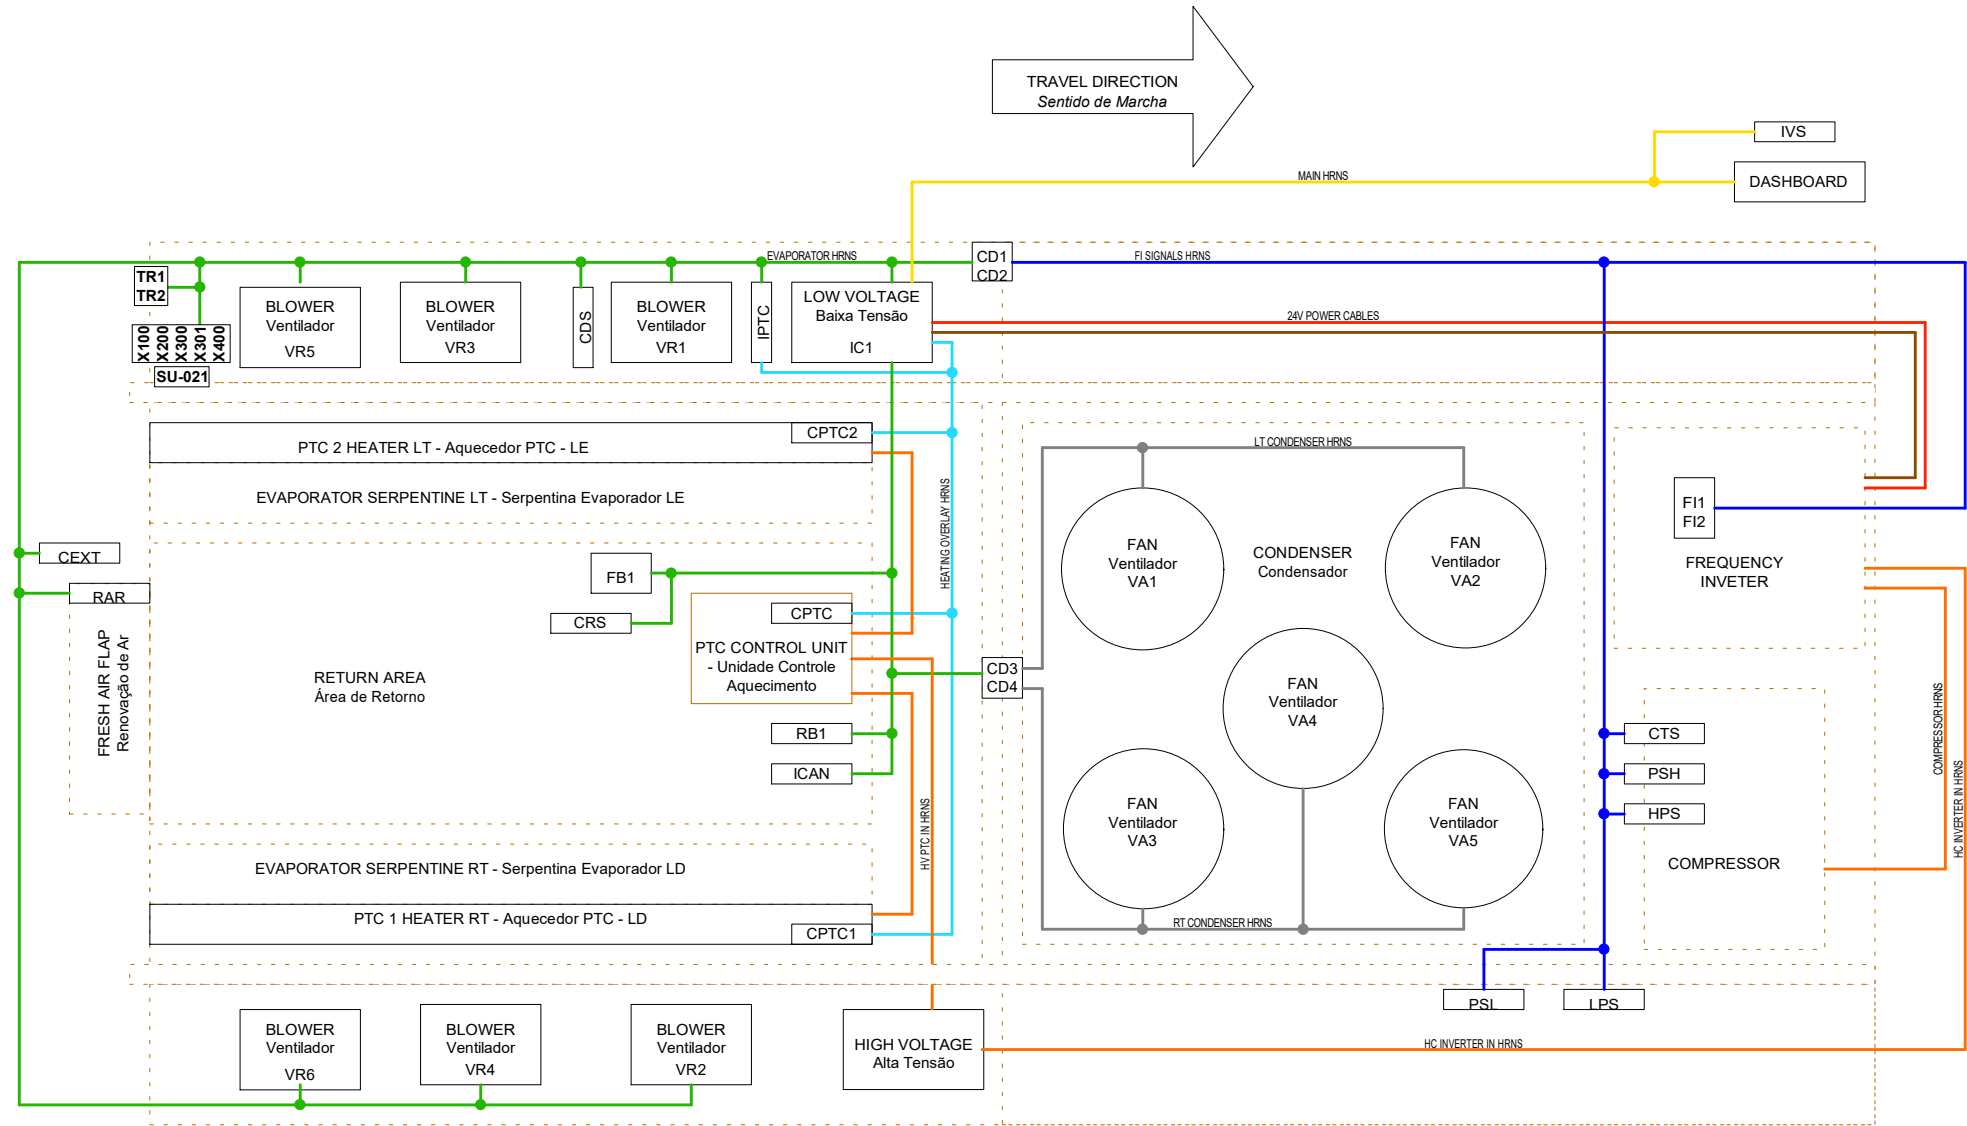 TRAVEL DIRECTION
Sentido de Marcha
IVS
MAIN HRNS
DASHBOARD
EVAPORATOR HRNS
CD1
CD2
FI SIGNALS HRNS
TR1
TR2
X100
X200
X300
X301
X400
SU-021
BLOWER
Ventilador
VR5
BLOWER
Ventilador
VR3
CDS
BLOWER
Ventilador
VR1
IPTC
LOW VOLTAGE
Baixa Tensão
IC1
24V POWER CABLES
PTC 2 HEATER LT - Aquecedor PTC - LE
CPTC2
EVAPORATOR SERPENTINE LT - Serpentina Evaporador LE
HEATING OVERLAY HRNS
LT CONDENSER HRNS
FAN
Ventilador
VA1
CONDENSER
Condensador
FAN
Ventilador
VA2
FI1
FI2
FREQUENCY
INVETER
CEXT
RAR
FRESH AIR FLAP
Renovação de Ar
FB1
CRS
CPTC
PTC CONTROL UNIT
- Unidade Controle
Aquecimento
RETURN AREA
Área de Retorno
CD3
CD4
FAN
Ventilador
VA4
RB1
ICAN
CTS
PSH
HPS
COMPRESSOR
COMPRESSOR HRNS
HC INVERTER IN HRNS
HV PTC IN HRNS
FAN
Ventilador
VA3
FAN
Ventilador
VA5
EVAPORATOR SERPENTINE RT - Serpentina Evaporador LD
PTC 1 HEATER RT - Aquecedor PTC - LD
CPTC1
RT CONDENSER HRNS
PSL
LPS
BLOWER
Ventilador
VR6
BLOWER
Ventilador
VR4
BLOWER
Ventilador
VR2
HIGH VOLTAGE
Alta Tensão
HC INVERTER IN HRNS